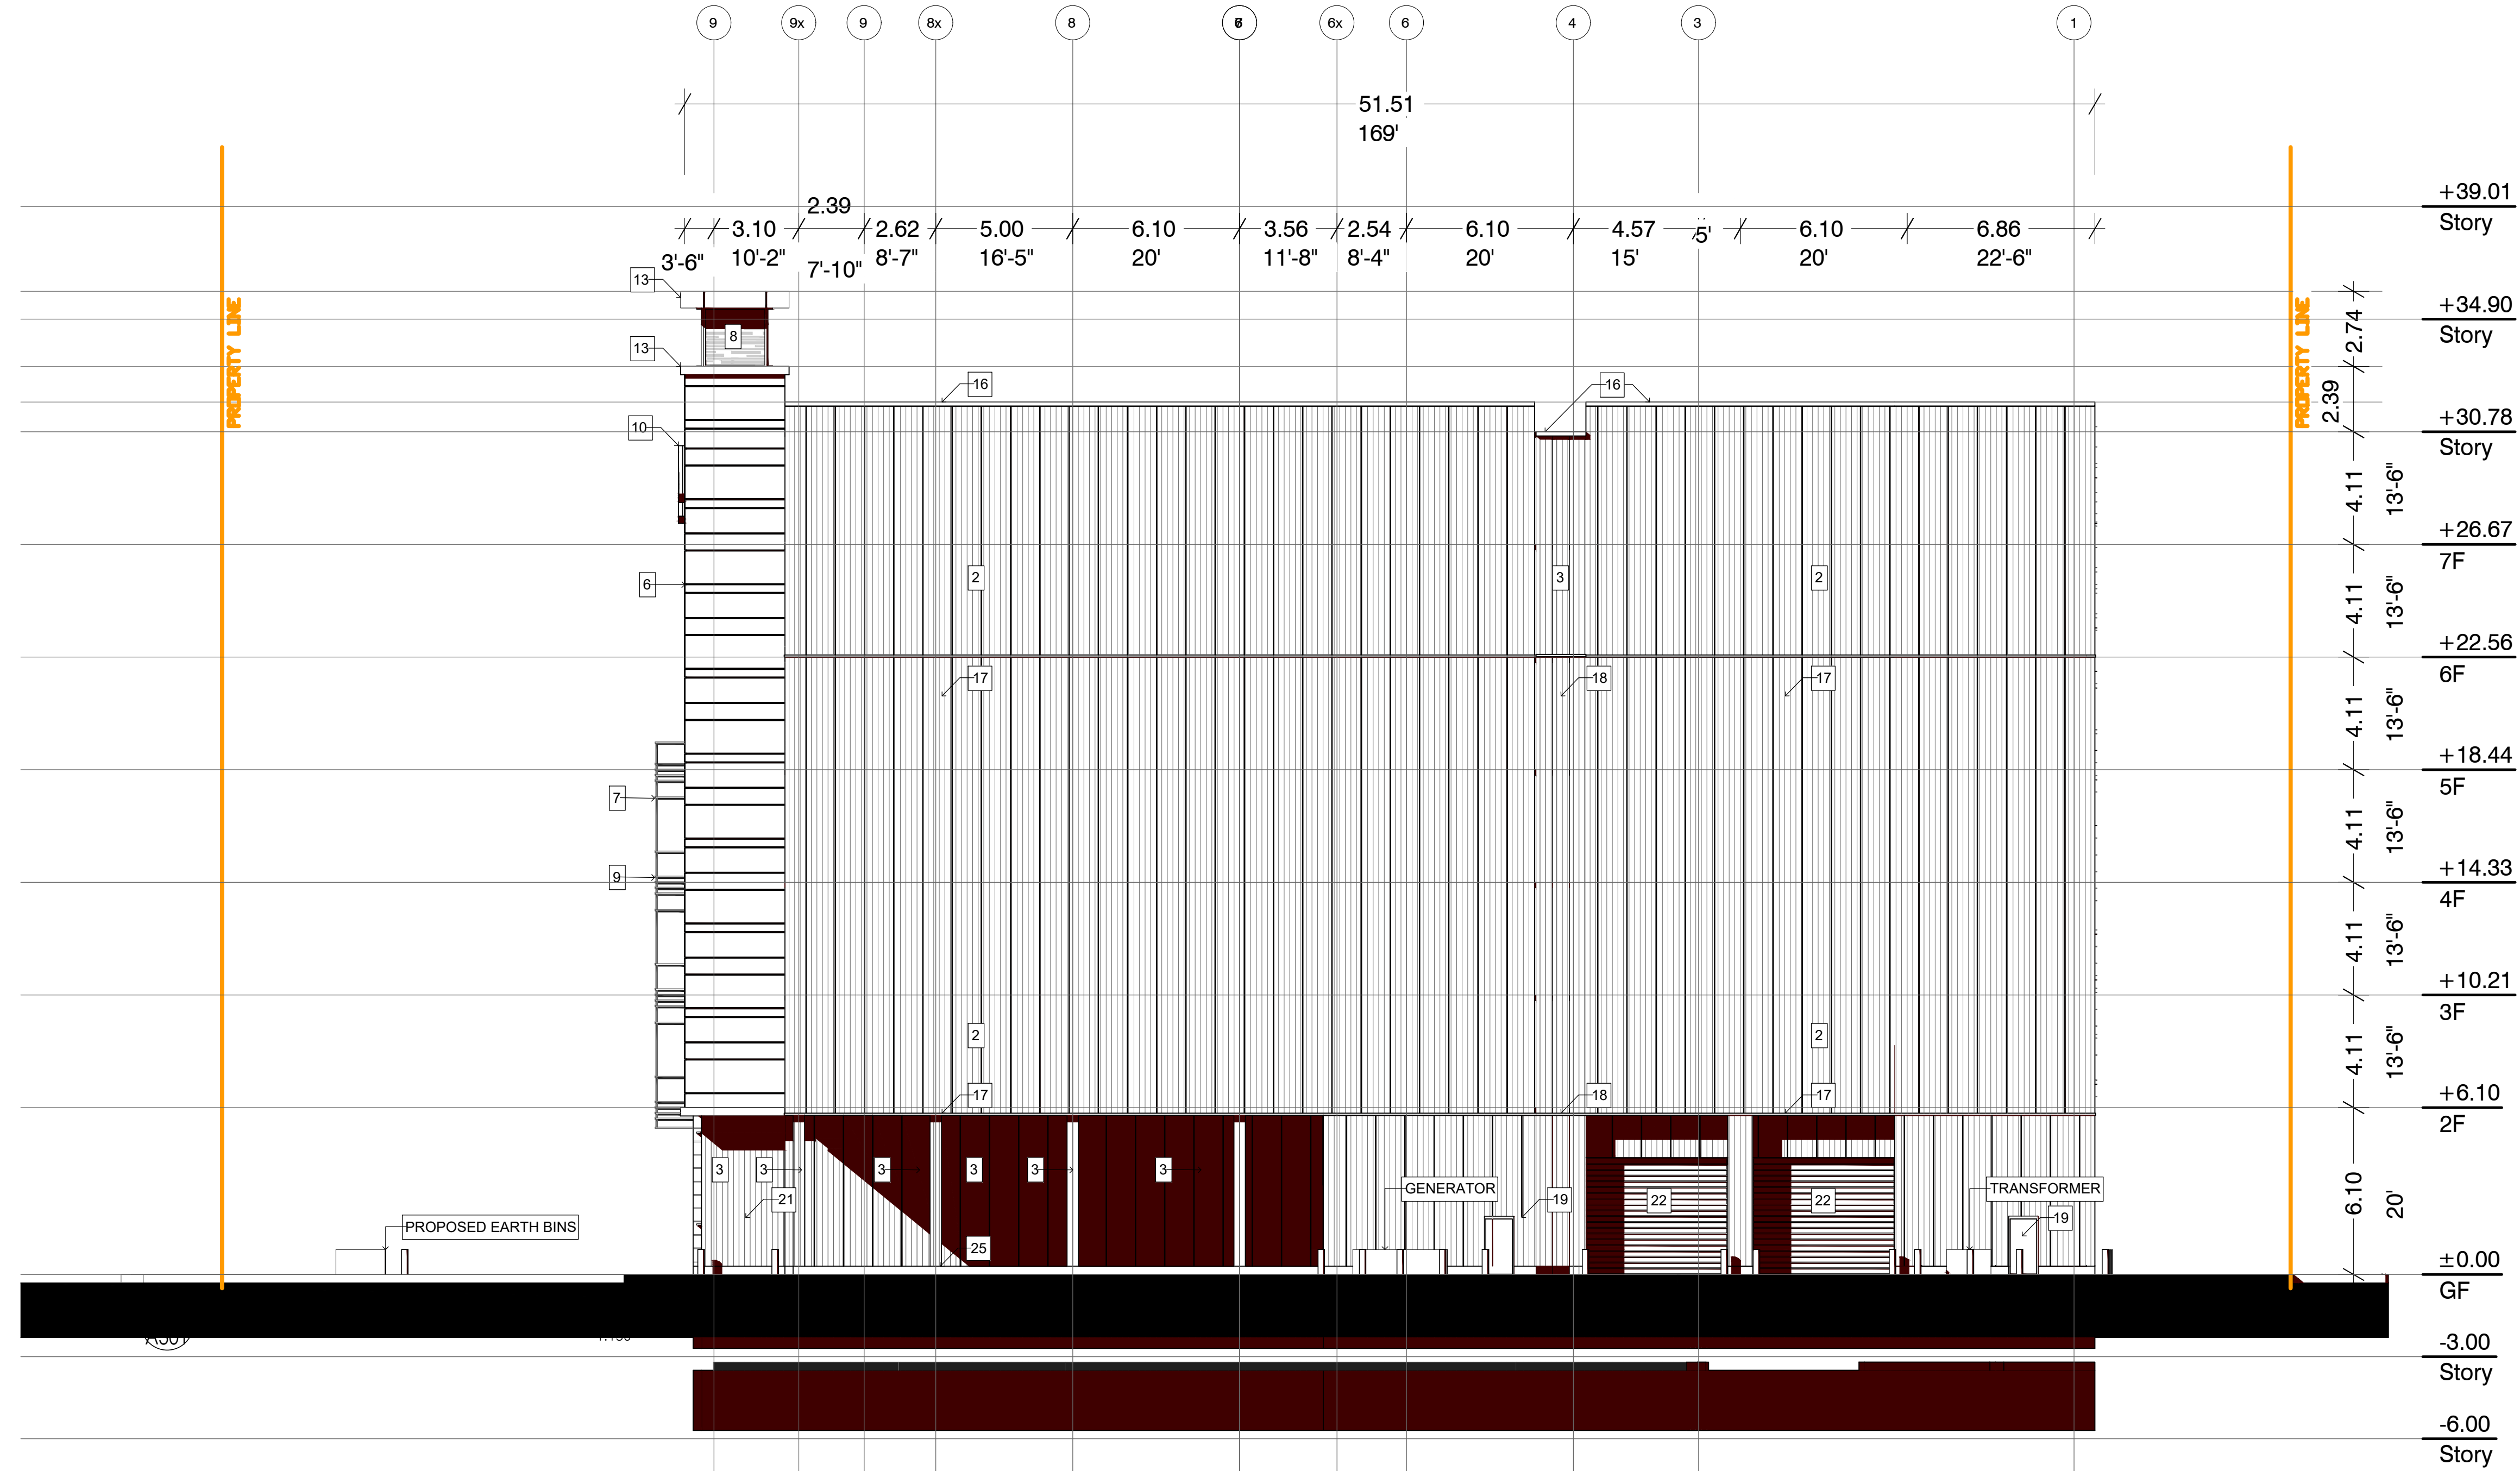 9 9x 9 8x 8 6x 6 4 3 1
51.51
169'
+39.01
Story
2.39
3.10 2.62 5.00 6.10 3.56 2.54 6.10 4.57 5' 6.10 6.86
3'-6" 10'-2" 7'-10" 8'-7" 16'-5" 20' 11'-8" 8'-4" 20' 15' 20' 22'-6"
13
PROPERTY LINE
PROPERTY LINE
+34.90
Story
2.74
8
13
16
16
2.39
10
+30.78
Story
4.11
13'-6"
+26.67
7F
6
2
3
2
4.11
13'-6"
+22.56
6F
17
18
17
4.11
13'-6"
+18.44
5F
7
4.11
13'-6"
9
+14.33
4F
4.11
13'-6"
+10.21
3F
2
2
4.11
13'-6"
17
18
17
+6.10
2F
3 3 3 3 3 3
21
GENERATOR
19
22
22
TRANSFORMER
19
6.10
20'
PROPOSED EARTH BINS
25
±0.00
GF
-3.00
Story
-6.00
Story